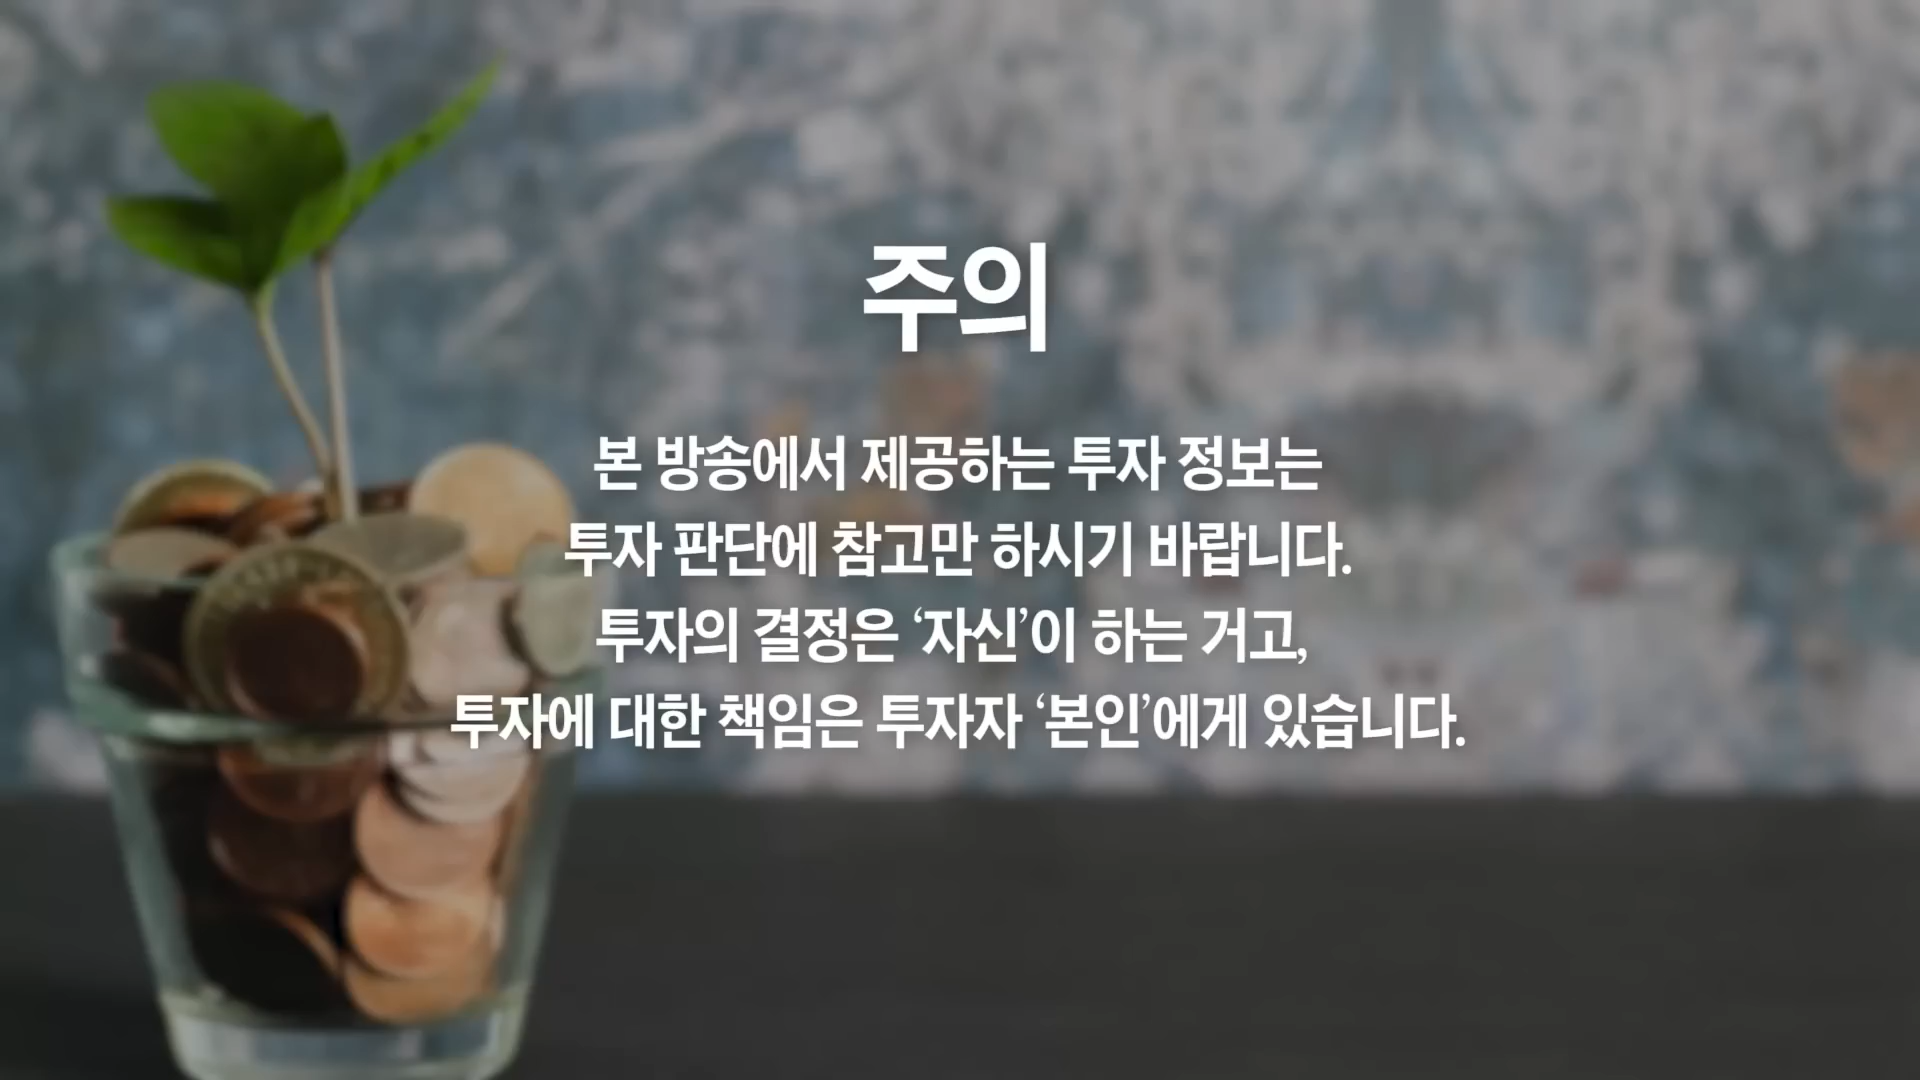 주의
본 방송에서 제공하는 투자 정보는
투자 판단에 참고만 하시기 바랍니다.
투자의 결정은 ‘자신’이 하는 거고,
투자에 대한 책임은 투자자 ‘본인’에게 있습니다.